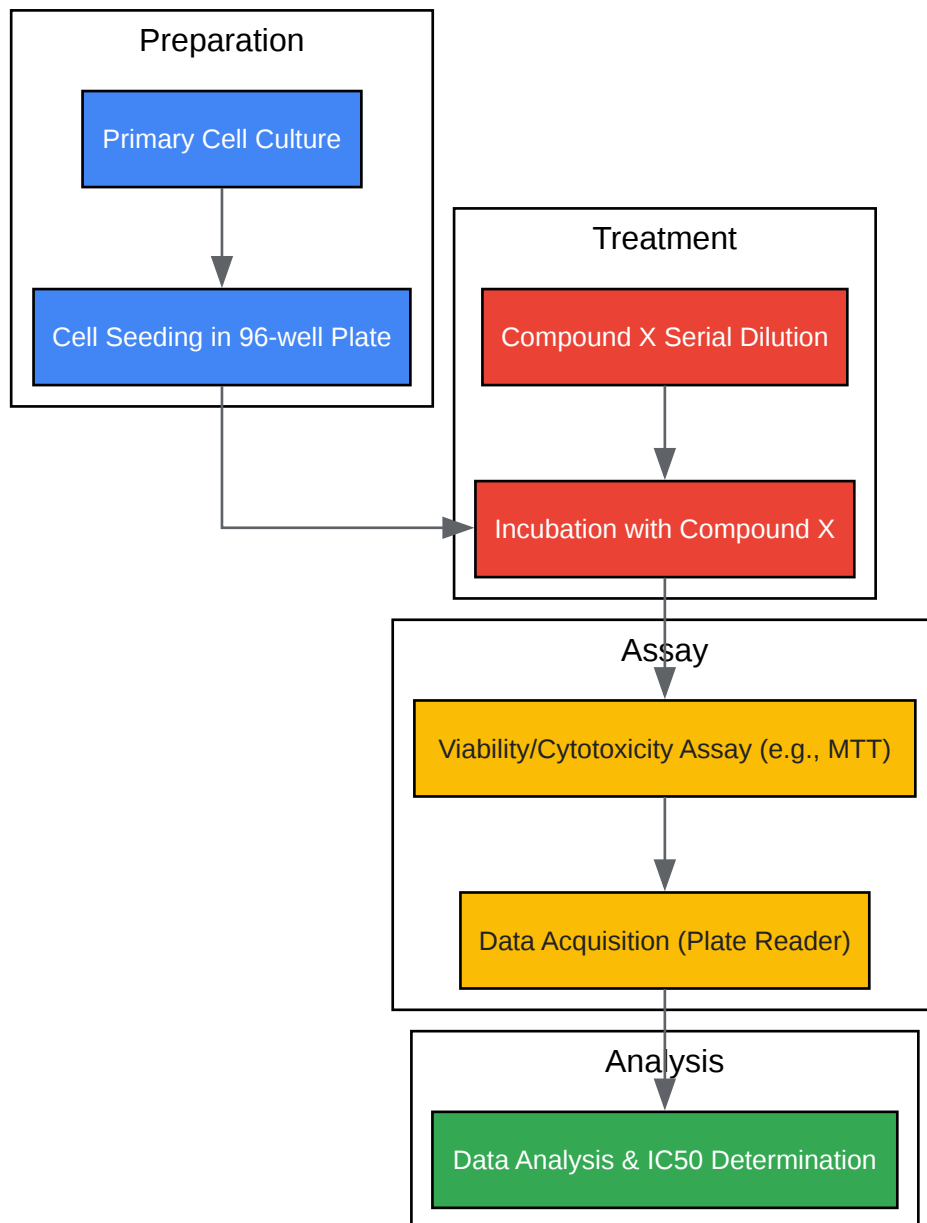 Preparation
Primary Cell Culture
Cell Seeding in 96-well Plate
Treatment
Compound X Serial Dilution
Incubation with Compound X
Assay
Viability/Cytotoxicity Assay (e.g., MTT)
Data Acquisition (Plate Reader)
Analysis
Data Analysis & IC50 Determination